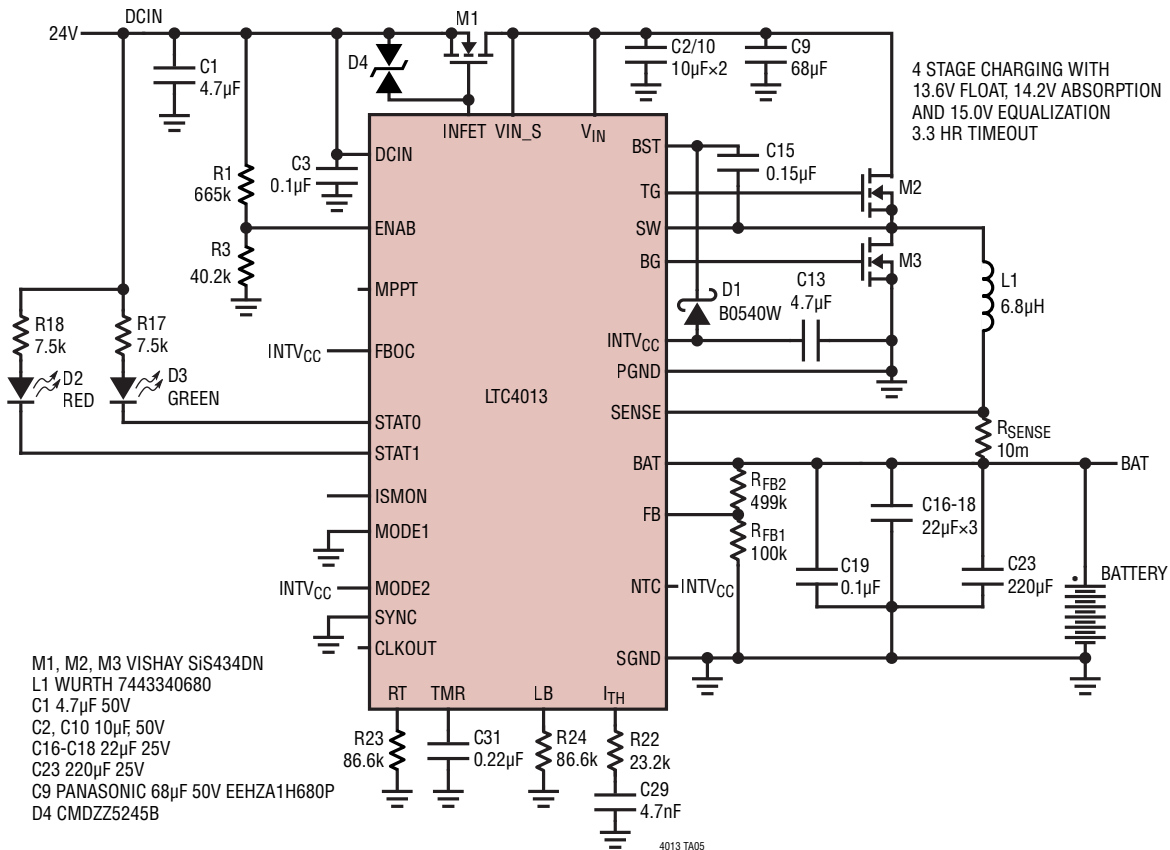 DCIN
24V
M1
D4
C1
4.7µF
C2/10
10µF×2
C9
68µF
4 STAGE CHARGING WITH
13.6V FLOAT, 14.2V ABSORPTION
AND 15.0V EQUALIZATION
3.3 HR TIMEOUT
INFET VIN_S VIN
DCIN
C3
0.1µF
R1
665k
ENAB
R3
40.2k
MPPT
INTVCC
FBOC
R18
7.5k
R17
7.5k
D2
RED
D3
GREEN
STAT0
STAT1
ISMON
MODE1
INTVCC
MODE2
SYNC
CLKOUT
LTC4013
BST
C15
0.15µF
TG
M2
SW
BG
M3
D1
B0540W
C13
4.7µF
L1
6.8µH
INTVCC
PGND
SENSE
RSENSE
10m
BAT
BAT
RFB2
499k
FB
RFB1
100k
C16-18
22µF×3
C19
0.1µF
C23
220µF
BATTERY
NTC
INTVCC
SGND
RT TMR LB ITH
R23
86.6k
C31
0.22µF
R24
86.6k
R22
23.2k
C29
4.7nF
M1, M2, M3 VISHAY SiS434DN
L1 WURTH 7443340680
C1 4.7µF 50V
C2, C10 10µF, 50V
C16-C18 22µF 25V
C23 220µF 25V
C9 PANASONIC 68µF 50V EEHZA1H680P
D4 CMDZZ5245B
4013 TA05